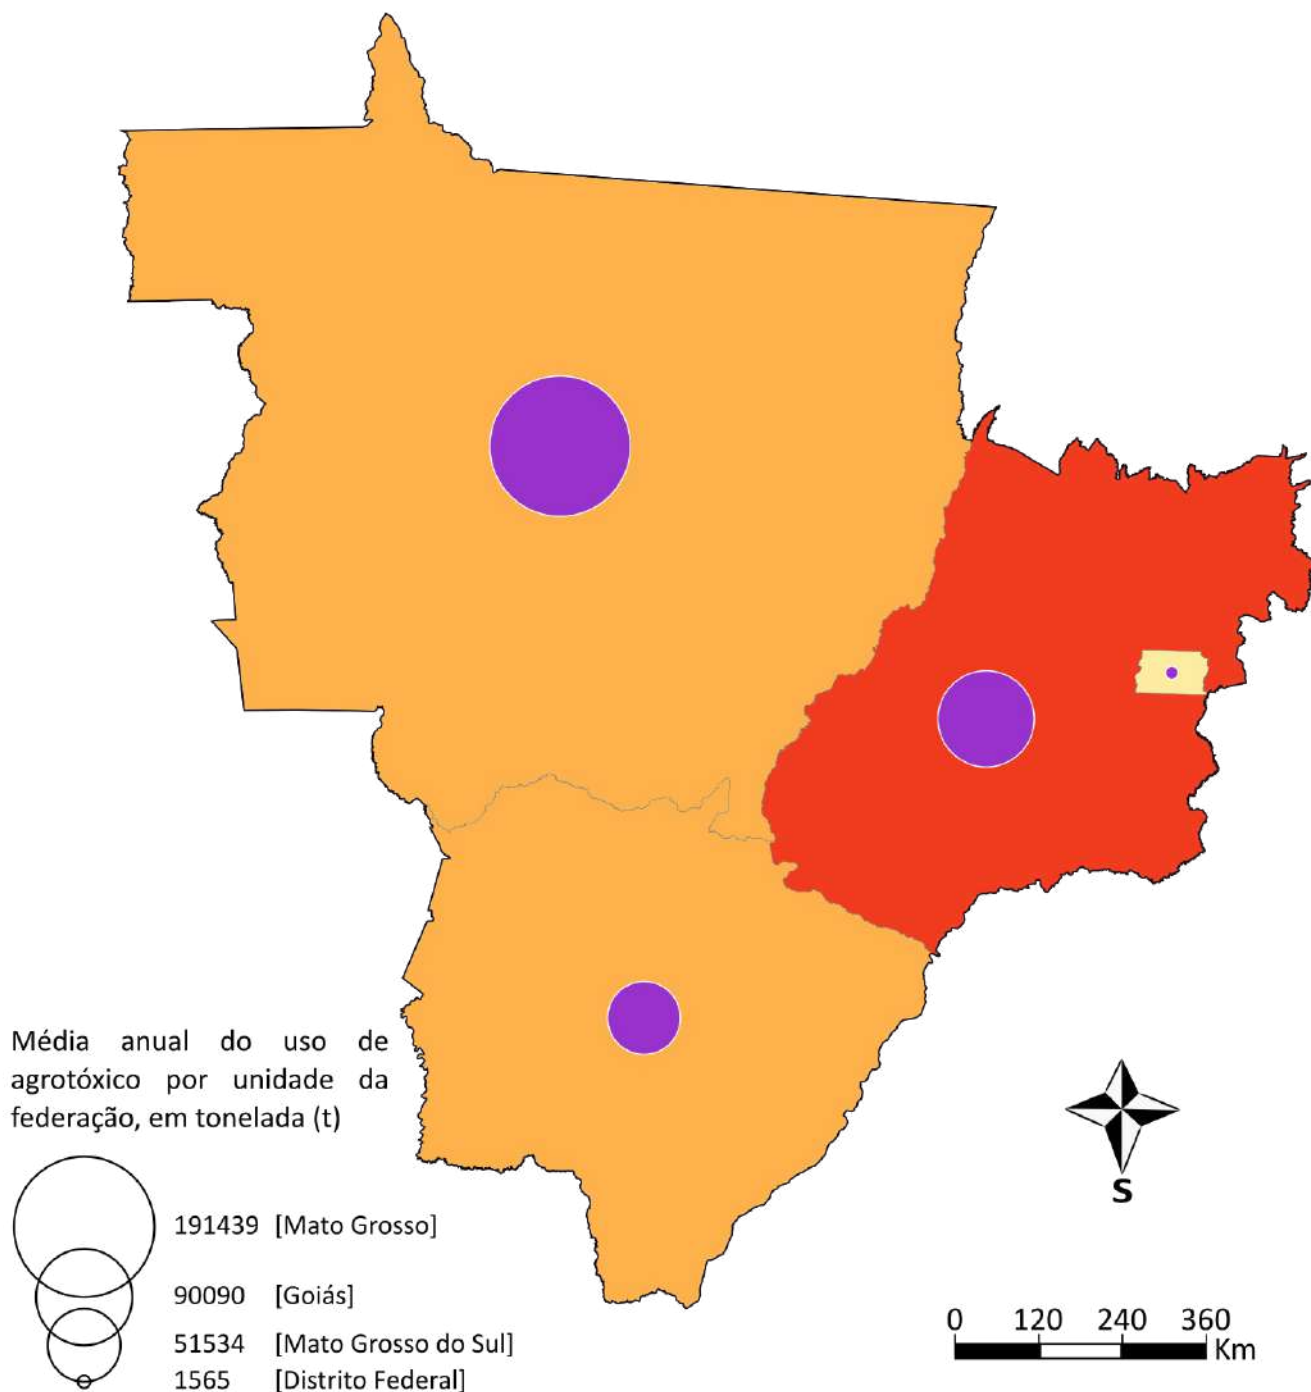 Média anual do uso de
agrotóxico por unidade da
federação, em tonelada (t)
191439 [Mato Grosso]
90090 [Goiás]
51534 [Mato Grosso do Sul]
1565 [Distrito Federal]
S
0 120 240 360
Km